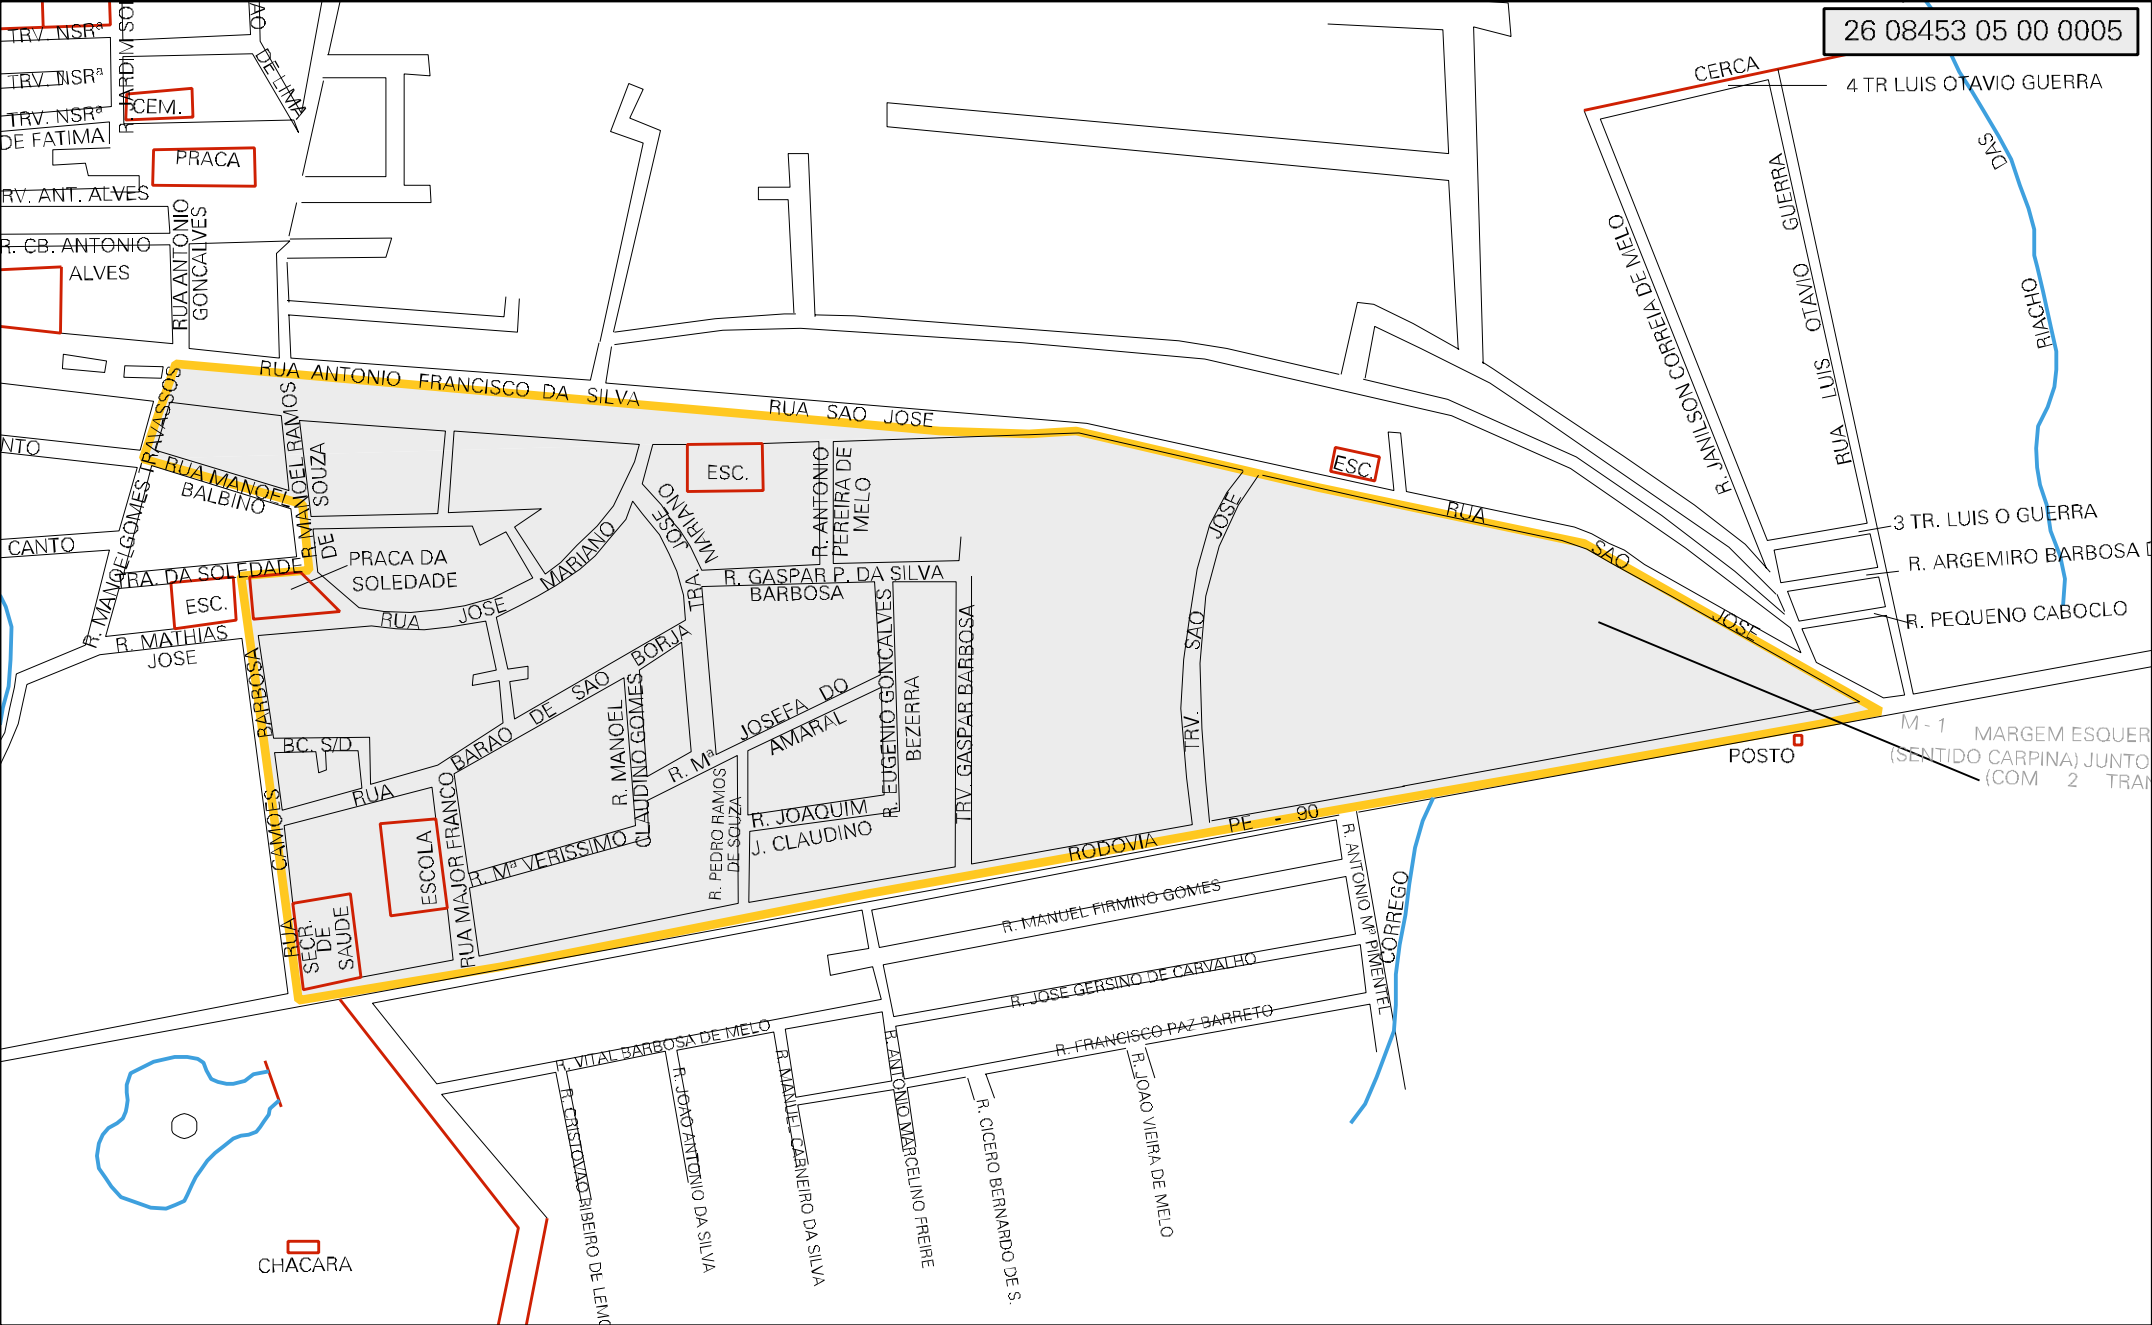 26 08453 05 00 0005
TRV. NSRª
TRV. NSRª
TRV. NSRª
DE FATIMA
R. JARDIM
DE LIMA
CEM.
PRACA
RV. ANT. ALVES
R. CB. ANTONIO
ALVES
RUA ANTONIO
GONCALVES
CERCA
4 TR LUIS OTAVIO GUERRA
RIACHO DAS
R. JANILSON CORREIA DE MELO
RUA LUIS OTAVIO GUERRA
3 TR. LUIS O GUERRA
R. ARGEMIRO BARBOSA D
R. PEQUENO CABOCLO
RUA ANTONIO FRANCISCO DA SILVA
RUA SAO JOSE
ESC.
RUA SAO JOSE
NTO
CANTO
R. MANOEL GOMES TRAVASSOS
RUA MANOEL
BALBINO
R MANOEL RAMOS
DE SOUZA
TRA. DA SOLEDADE
PRACA DA
SOLEDADE
ESC.
R. MATHIAS
JOSE
RUA JOSE MARIANO
TRA. JOSE
MARIANO
ESC.
R. ANTONIO
PEREIRA DE
MELO
R. GASPAR P. DA SILVA
BARBOSA
TRV. GASPAR BARBOSA
R. EUGENIO GONCALVES
BEZERRA
TRV. SAO JOSE
RUA BARAO DE SAO BORJA
R. MANOEL
CLAUDINO GOMES
R. Mª JOSEFA DO
AMARAL
BC. S/D
RUA CAMOES BARBOSA
ESCOLA
RUA MAJOR FRANCO
R. Mª VERISSIMO
R. PEDRO RAMOS
DE SOUZA
R. JOAQUIM
J. CLAUDINO
SECR.
DE
SAUDE
RODOVIA PE - 90
POSTO
M - 1 MARGEM ESQUER
(SENTIDO CARPINA) JUNTO
(COM 2 TRAN
R. ANTONIO Mª PIMENTEL
CORREGO
R. MANUEL FIRMINO GOMES
R. JOSE GERSINO DE CARVALHO
R. FRANCISCO PAZ BARRETO
R. VITAL BARBOSA DE MELO
R. CRISTOVAO RIBEIRO DE LEMO
R. JOAO ANTONIO DA SILVA
R. MANUEL CARNEIRO DA SILVA
R. ANTONIO MARCELINO FREIRE
R. CICERO BERNARDO DE S.
R. JOAO VIEIRA DE MELO
CHACARA